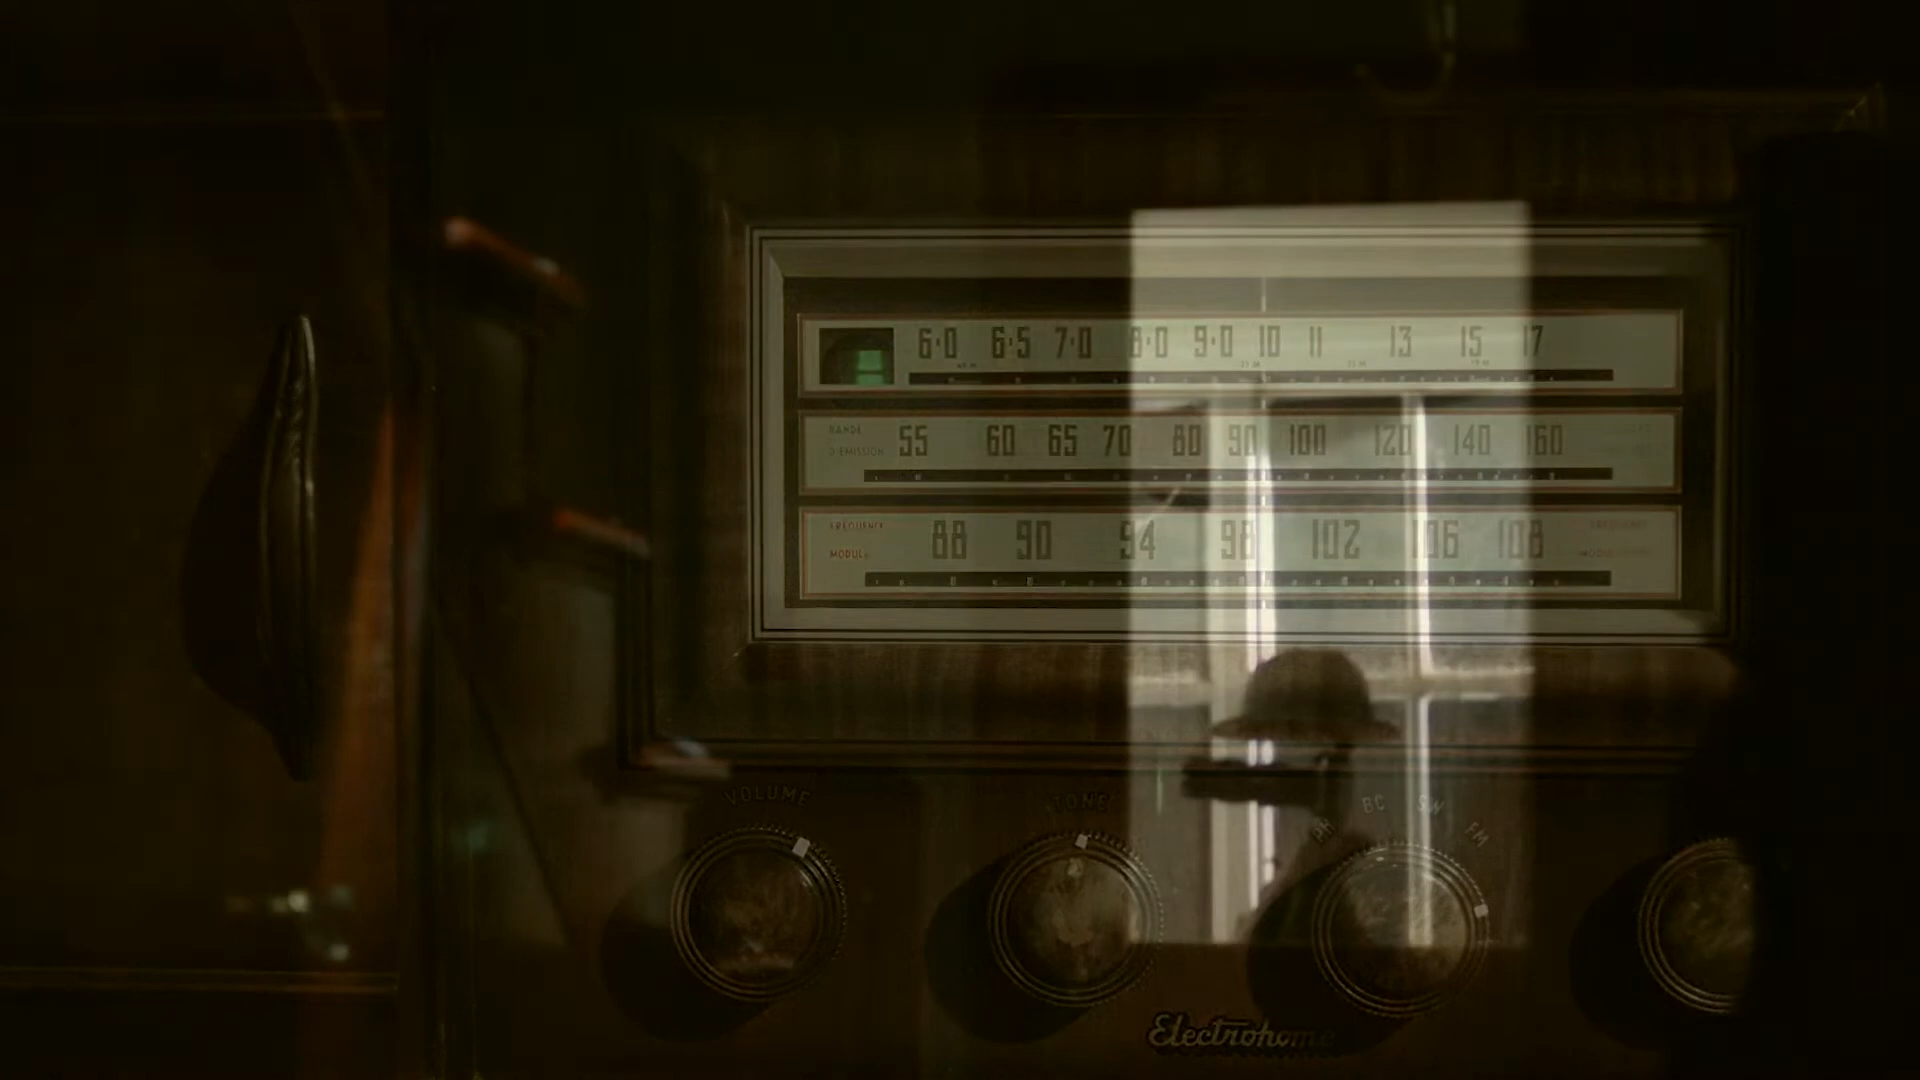 6·0 6·5 7·0 8·0 9·0 10 11 13 15 17
55 60 65 70 80 90 100 120 140 160
BANDE
D EMISSION
88 90 94 98 102 106 108
FREQUENCE
VOLUME TONE PH BC SW FM
Electrohome